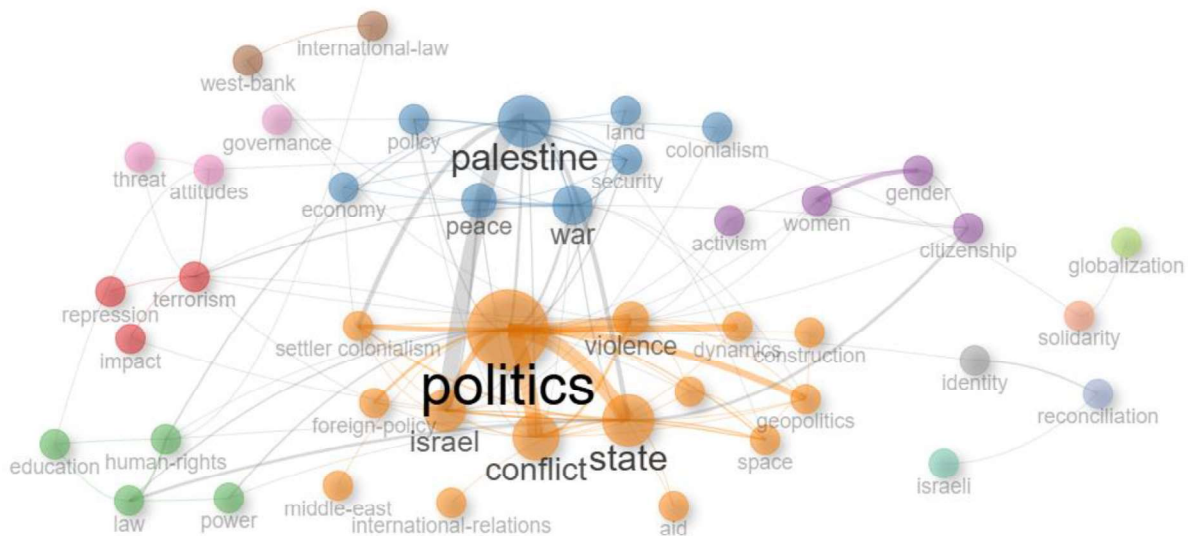 international-law
west-bank
governance
policy
palestine
land
colonialism
threat
attitudes
economy
peace
war
security
activism
women
gender
citizenship
globalization
repression
terrorism
impact
settler colonialism
violence
dynamics
construction
solidarity
politics
identity
reconciliation
foreign-policy
israel
conflict
state
geopolitics
space
education
human-rights
israeli
law
power
middle-east
international-relations
aid